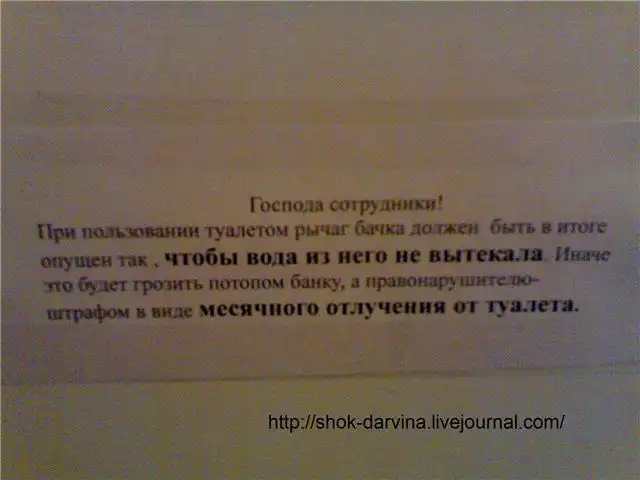 Господа сотрудники!
При пользовании туалетом рычаг бачка должен быть в итоге
опущен так , чтобы вода из него не вытекала. Иначе
это будет грозить потопом банку, а правонарушителю-
штрафом в виде месячного отлучения от туалета.
http://shok-darvina.livejournal.com/